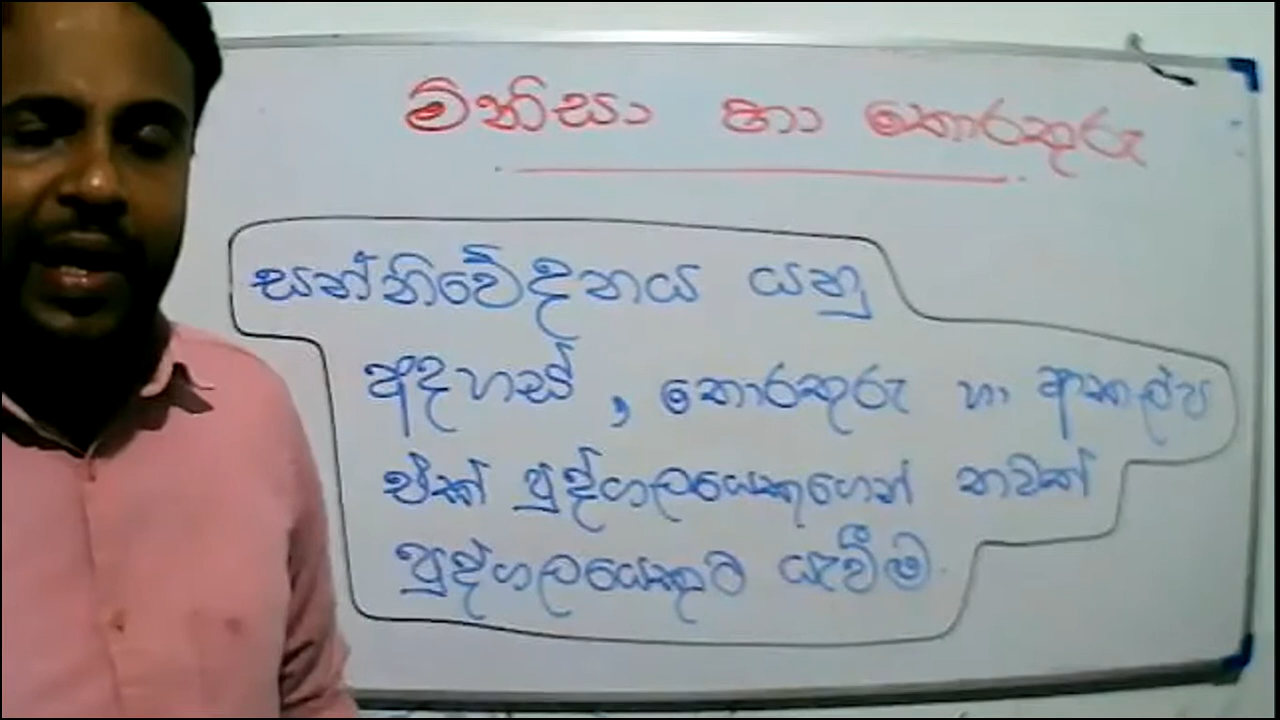 මිනිසා හා තොරතුරු
සන්නිවේදනය යනු
අදහස් , තොරතුරු හා ආකල්ප
එක් පුද්ගලයෙකුගෙන් තවත්
පුද්ගලයෙකුට යැවීම.